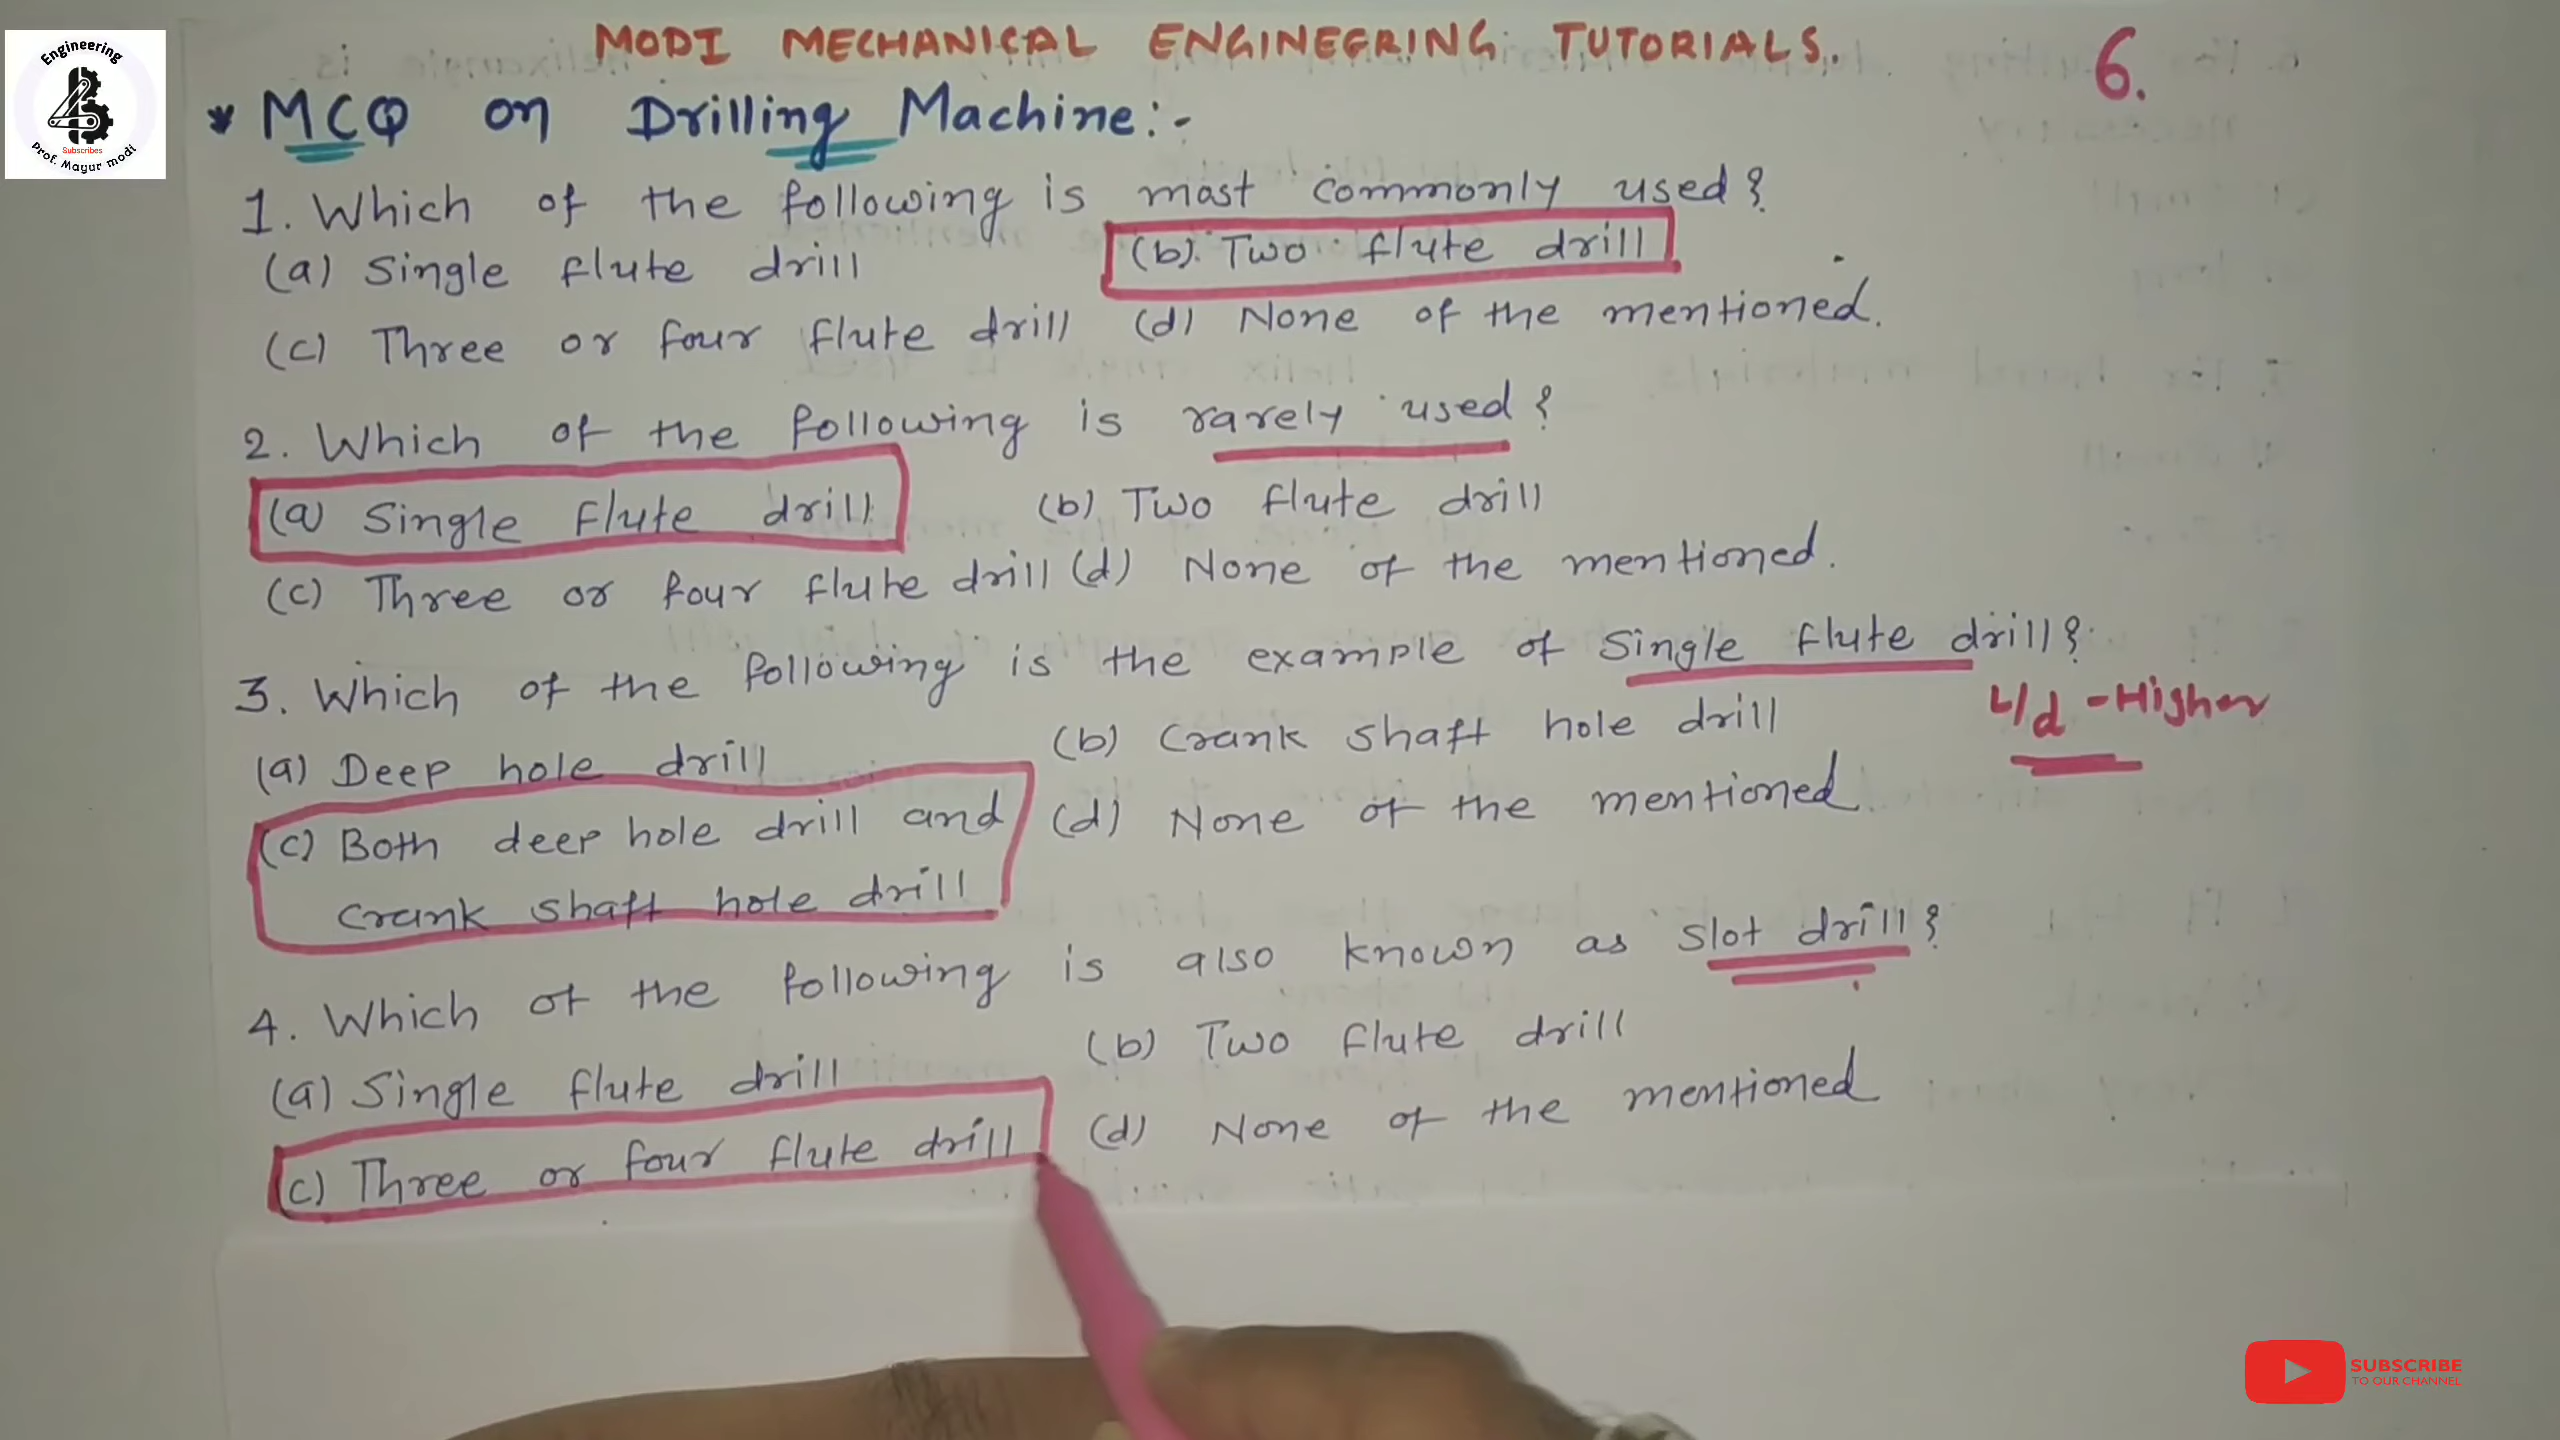 MODI MECHANICAL ENGINEERING TUTORIALS.
6.
Engineering
Subscribes
Prof. Mayur modi
* MCQ on Drilling Machine:-
1. Which of the following is most commonly used?
(a) Single flute drill (b). Two flute drill
(c) Three or four flute drill (d) None of the mentioned.
2. Which of the following is rarely used?
(a) Single flute drill (b) Two flute drill
(c) Three or four flute drill (d) None of the mentioned.
3. Which of the following is the example of single flute drill?
L/d - Higher
(a) Deep hole drill (b) Crank shaft hole drill
(c) Both deep hole drill and (d) None of the mentioned.
crank shaft hole drill
4. Which of the following is also known as slot drill?
(a) Single flute drill (b) Two flute drill
(c) Three or four flute drill (d) None of the mentioned
SUBSCRIBE
TO OUR CHANNEL